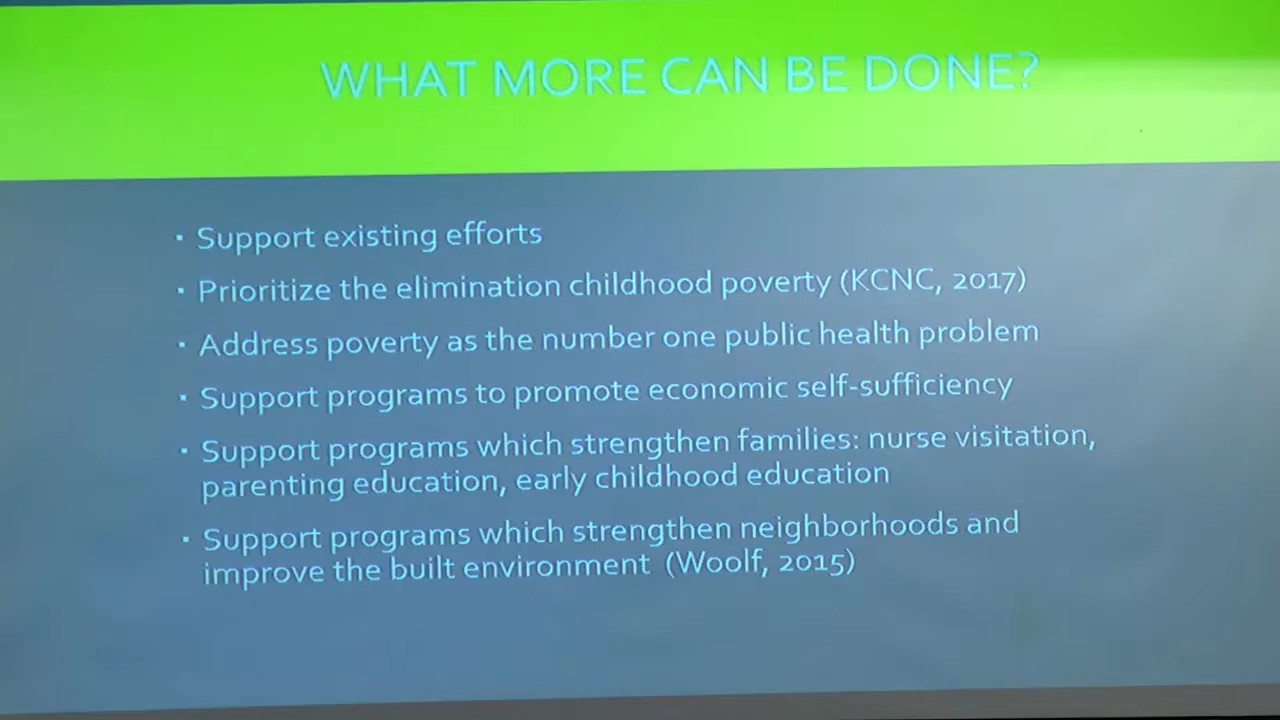 WHAT MORE CAN BE DONE?
▪ Support existing efforts
▪ Prioritize the elimination childhood poverty (KCNC, 2017)
▪ Address poverty as the number one public health problem
▪ Support programs to promote economic self-sufficiency
▪ Support programs which strengthen families: nurse visitation,
parenting education, early childhood education
▪ Support programs which strengthen neighborhoods and
improve the built environment (Woolf, 2015)